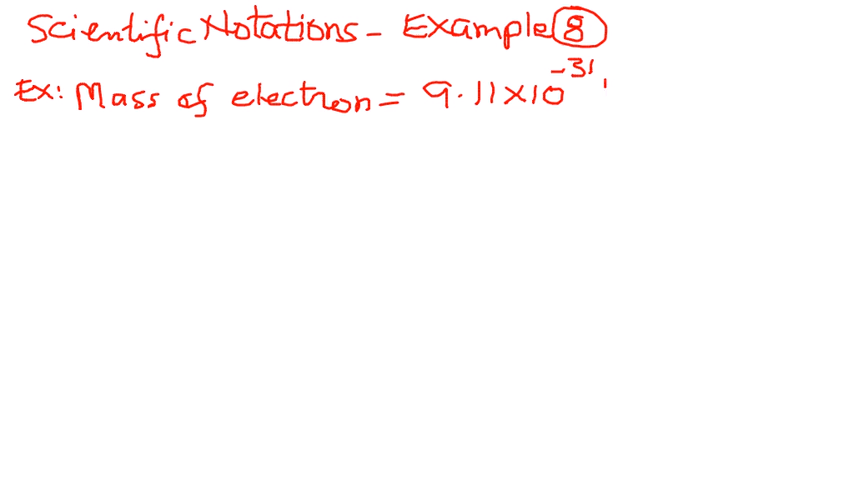 Scientific Notations - Example 8
Ex: Mass of electron = 9.11×10⁻³¹